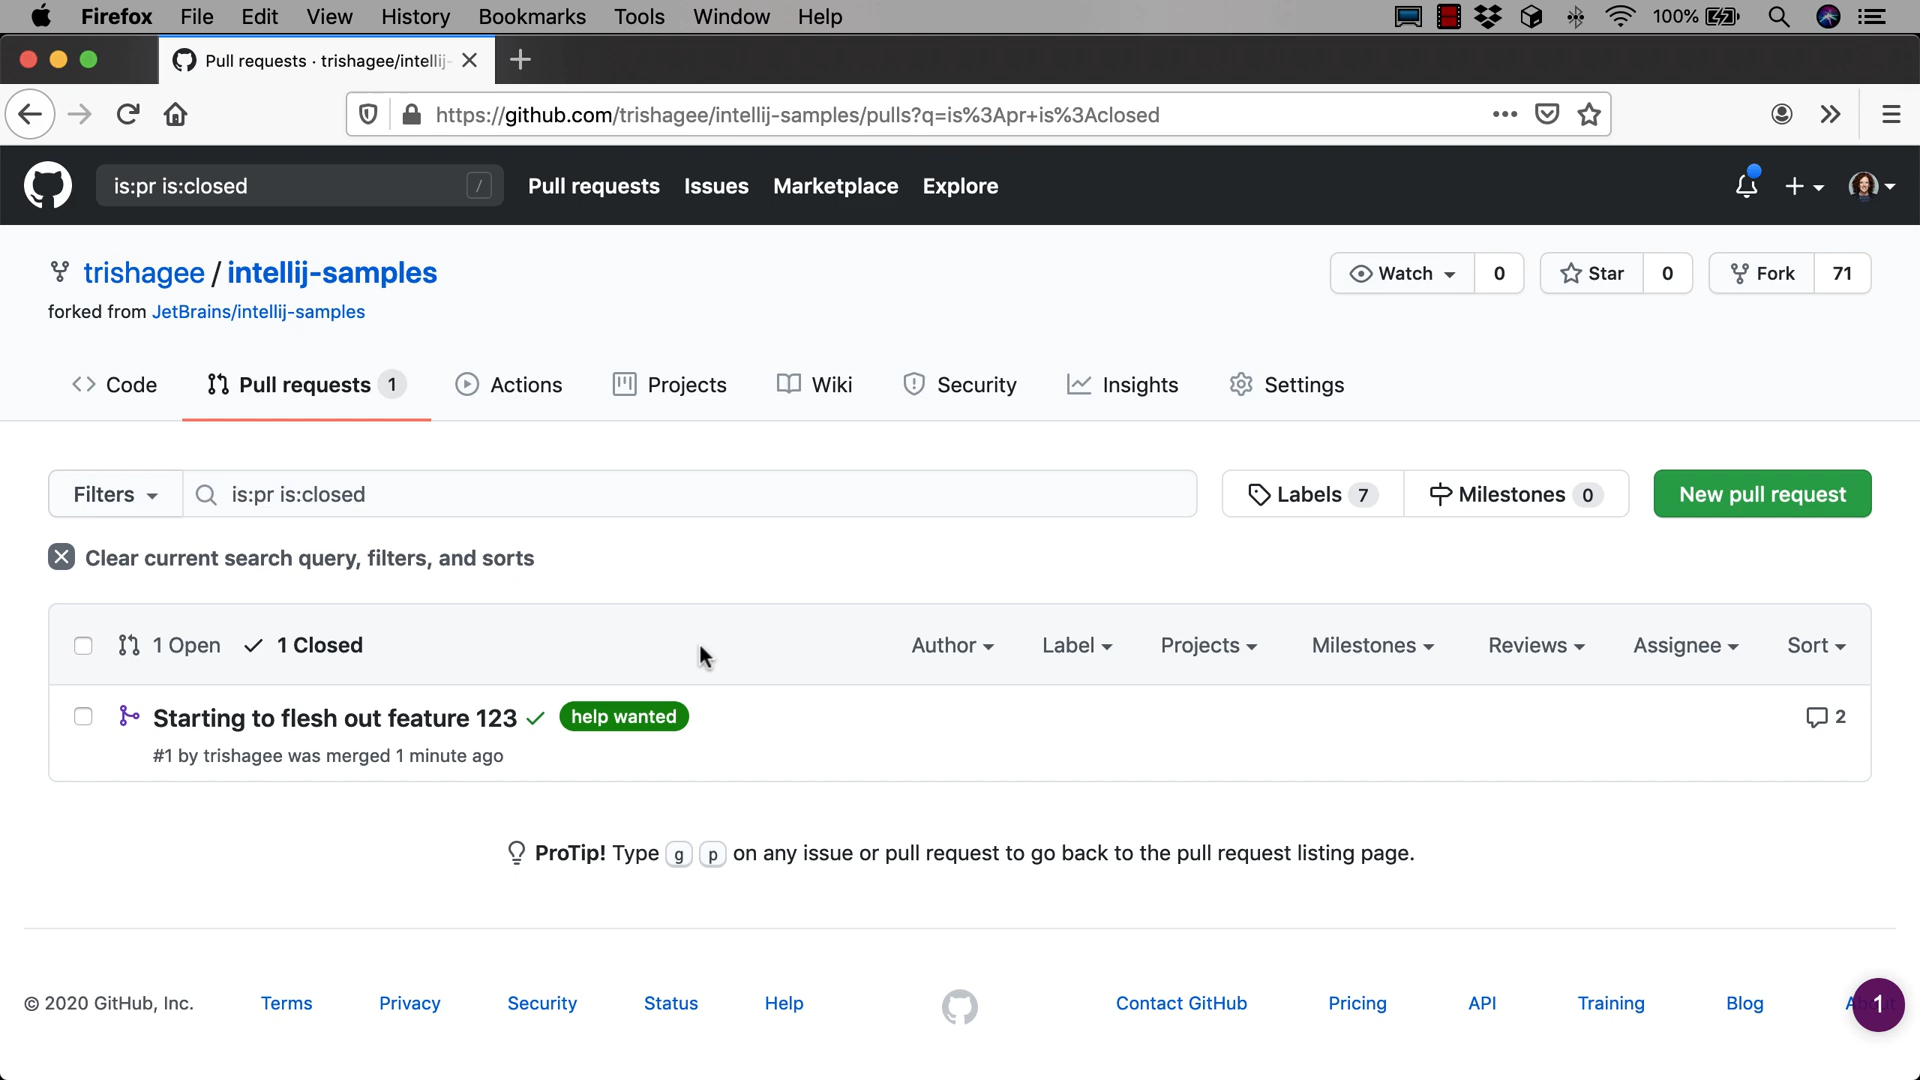 Firefox File Edit View History Bookmarks Tools Window Help 100%
Pull requests · trishagee/intellij-
https://github.com/trishagee/intellij-samples/pulls?q=is%3Apr+is%3Aclosed
is:pr is:closed / Pull requests Issues Marketplace Explore
trishagee / intellij-samples Watch 0 Star 0 Fork 71
forked from JetBrains/intellij-samples
Code Pull requests 1 Actions Projects Wiki Security Insights Settings
Filters is:pr is:closed Labels 7 Milestones 0 New pull request
Clear current search query, filters, and sorts
1 Open 1 Closed Author Label Projects Milestones Reviews Assignee Sort
Starting to flesh out feature 123 help wanted 2
#1 by trishagee was merged 1 minute ago
ProTip! Type g p on any issue or pull request to go back to the pull request listing page.
© 2020 GitHub, Inc. Terms Privacy Security Status Help Contact GitHub Pricing API Training Blog 1